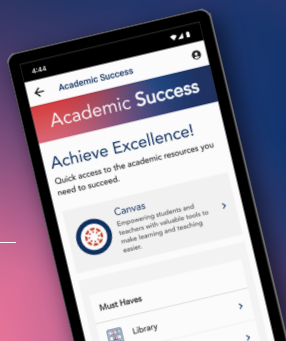 4:44
Academic Success
Academic Success
Achieve Excellence!
Quick access to the academic resources you
need to succeed.
Canvas
Empowering students and
teachers with valuable tools to
make learning and teaching
easier.
Must Haves
Library